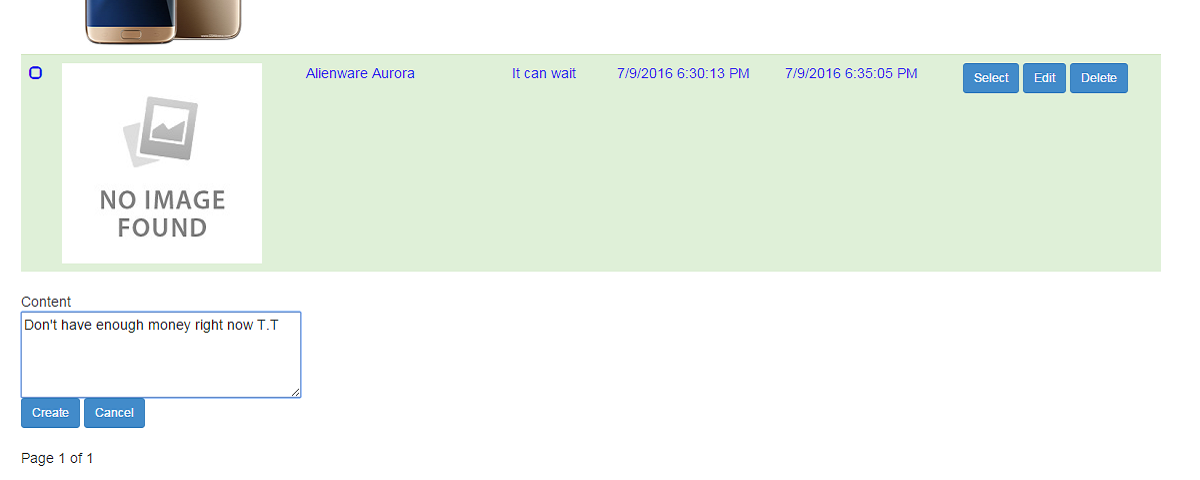 Alienware Aurora It can wait 7/9/2016 6:30:13 PM 7/9/2016 6:35:05 PM Select Edit Delete
NO IMAGE
FOUND
Content
Don't have enough money right now T.T
Create Cancel
Page 1 of 1